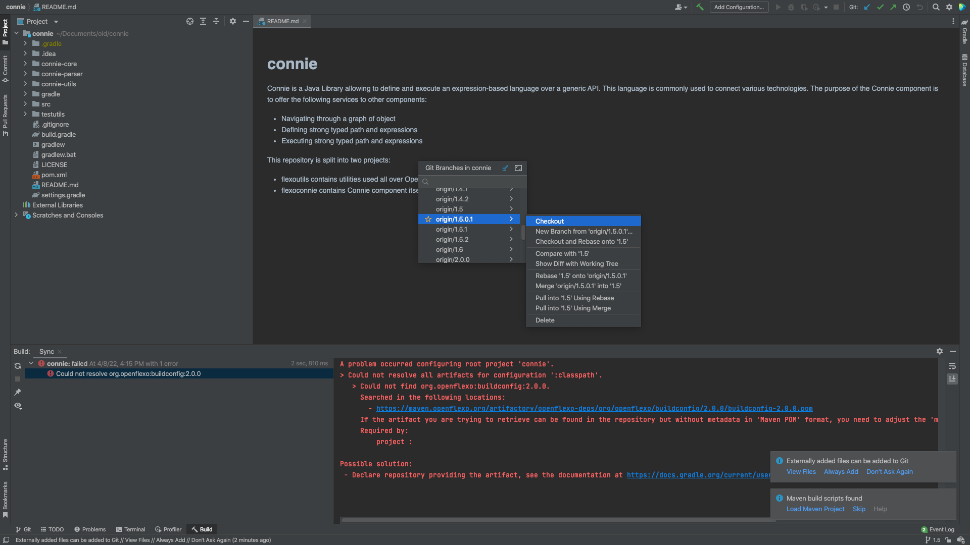 connie
README.md
Add Configuration...
Git:
Project
connie ~/Documents/old/connie
.gradle
.idea
connie-core
connie-parser
connie-utils
gradle
src
testutils
.gitignore
build.gradle
gradlew
gradlew.bat
LICENSE
pom.xml
README.md
settings.gradle
External Libraries
Scratches and Consoles
Project
Commit
Pull Requests
Structure
Bookmarks
Gradle
Database
README.md
connie
Connie is a Java Library allowing to define and execute an expression-based language over a generic API. This language is commonly used to connect various technologies. The purpose of the Connie component is
to offer the following services to other components:
Navigating through a graph of object
Defining strong typed path and expressions
Executing strong typed path and expressions
This repository is split into two projects:
flexoutils contains utilities used all over Ope
flexoconnie contains Connie component itse
Git Branches in connie
origin/1.4.1
origin/1.4.2
origin/1.5
origin/1.5.0.1
origin/1.5.1
origin/1.5.2
origin/1.6
origin/2.0.0
Checkout
New Branch from 'origin/1.5.0.1'...
Checkout and Rebase onto '1.5'
Compare with '1.5'
Show Diff with Working Tree
Rebase '1.5' onto 'origin/1.5.0.1'
Merge 'origin/1.5.0.1' into '1.5'
Pull into '1.5' Using Rebase
Pull into '1.5' Using Merge
Delete
Build:
Sync
connie: failed At 4/8/22, 4:15 PM with 1 error
2 sec, 810 ms
Could not resolve org.openflexo:buildconfig:2.0.0
A problem occurred configuring root project 'connie'.
> Could not resolve all artifacts for configuration ':classpath'.
> Could not find org.openflexo:buildconfig:2.0.0.
Searched in the following locations:
- https://maven.openflexo.org/artifactory/openflexo-deps/org/openflexo/buildconfig/2.0.0/buildconfig-2.0.0.pom
If the artifact you are trying to retrieve can be found in the repository but without metadata in 'Maven POM' format, you need to adjust the 'm
Required by:
project :
Possible solution:
- Declare repository providing the artifact, see the documentation at https://docs.gradle.org/current/use
Externally added files can be added to Git
View Files Always Add Don't Ask Again
Maven build scripts found
Load Maven Project Skip Help
Git
TODO
Problems
Terminal
Profiler
Build
2 Event Log
Externally added files can be added to Git // View Files // Always Add // Don't Ask Again (2 minutes ago)
1.5